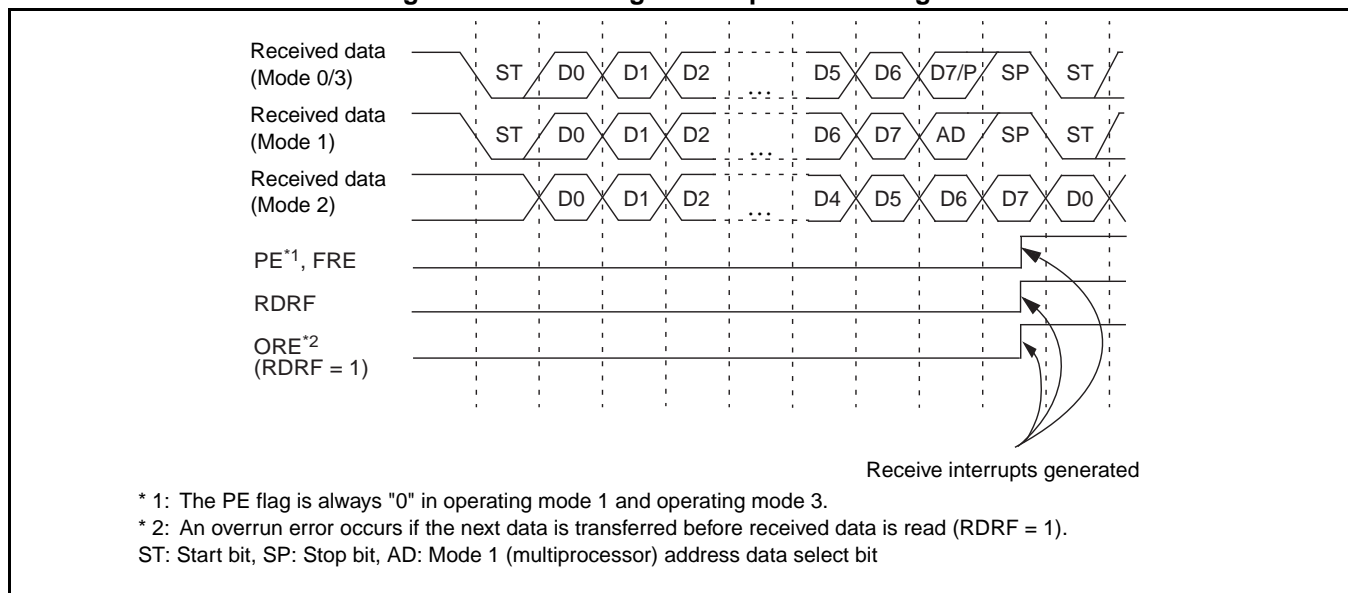 Received data
(Mode 0/3)
ST D0 D1 D2 ... D5 D6 D7/P SP ST
Received data
(Mode 1)
ST D0 D1 D2 ... D6 D7 AD SP ST
Received data
(Mode 2)
D0 D1 D2 ... D4 D5 D6 D7 D0
PE*1, FRE
RDRF
ORE*2
(RDRF = 1)
Receive interrupts generated
* 1: The PE flag is always "0" in operating mode 1 and operating mode 3.
* 2: An overrun error occurs if the next data is transferred before received data is read (RDRF = 1).
ST: Start bit, SP: Stop bit, AD: Mode 1 (multiprocessor) address data select bit